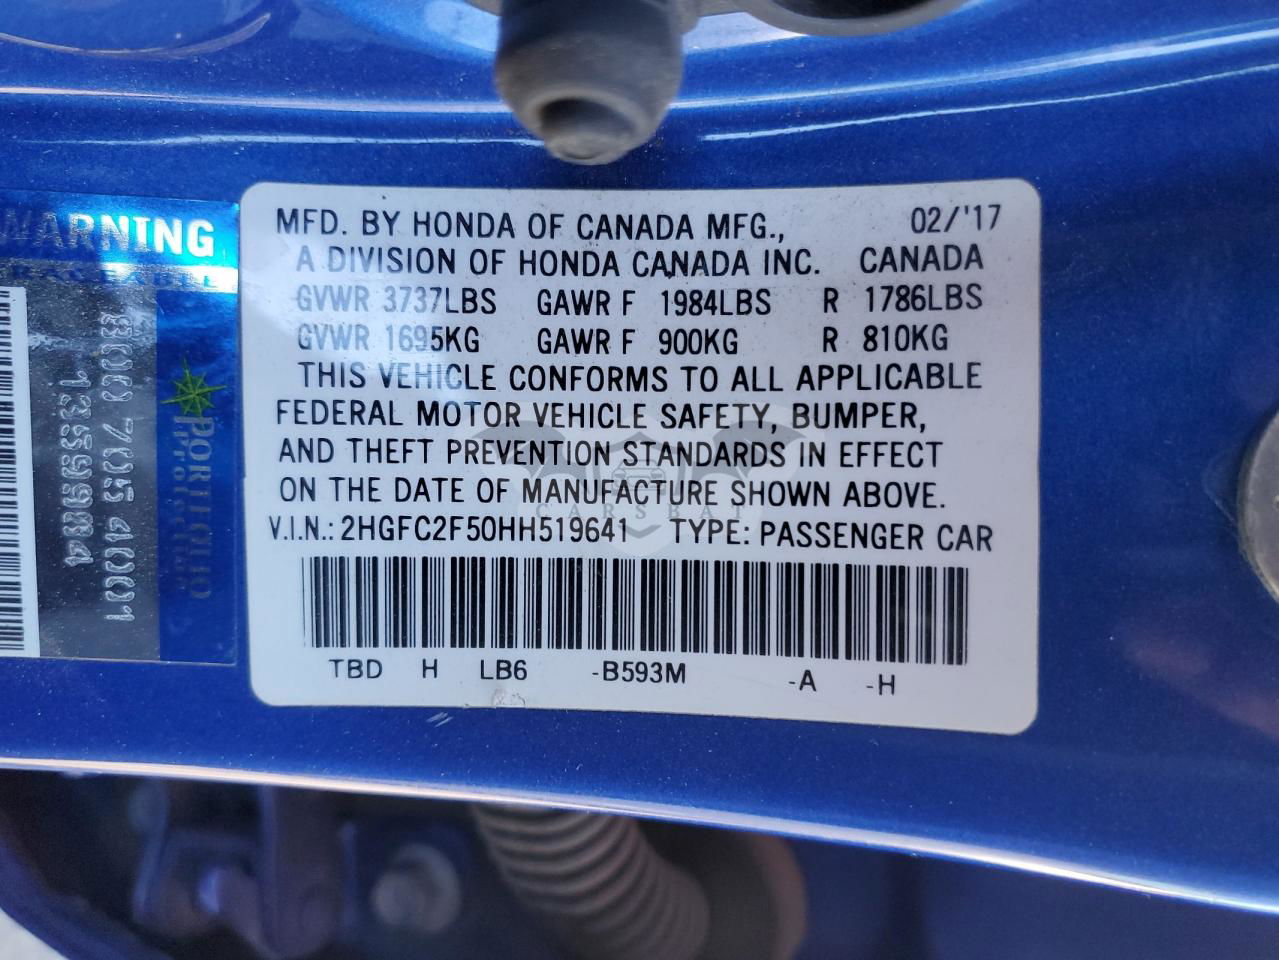 MFD. BY HONDA OF CANADA MFG., 02/'17
A DIVISION OF HONDA CANADA INC. CANADA
GVWR 3737LBS GAWR F 1984LBS R 1786LBS
GVWR 1695KG GAWR F 900KG R 810KG
THIS VEHICLE CONFORMS TO ALL APPLICABLE
FEDERAL MOTOR VEHICLE SAFETY, BUMPER,
AND THEFT PREVENTION STANDARDS IN EFFECT
ON THE DATE OF MANUFACTURE SHOWN ABOVE.
V.I.N.: 2HGFC2F50HH519641 TYPE: PASSENGER CAR
TBD H LB6 -B593M -A -H
WARNING
CARSBAT